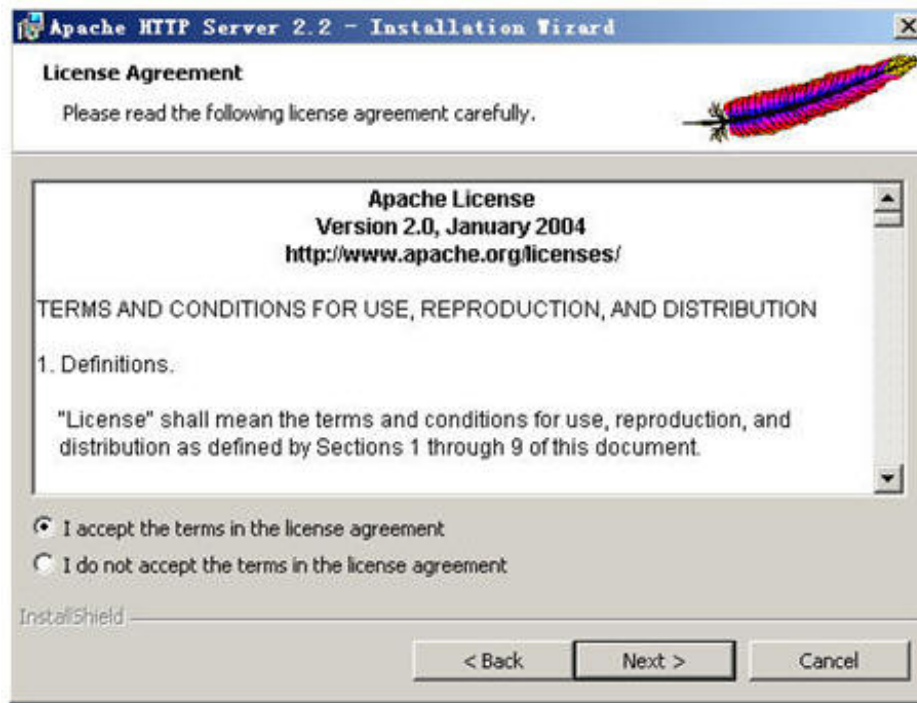 Apache HTTP Server 2.2 - Installation Wizard
License Agreement
Please read the following license agreement carefully.
Apache License
Version 2.0, January 2004
http://www.apache.org/licenses/
TERMS AND CONDITIONS FOR USE, REPRODUCTION, AND DISTRIBUTION
1. Definitions.
"License" shall mean the terms and conditions for use, reproduction, and
distribution as defined by Sections 1 through 9 of this document.
I accept the terms in the license agreement
I do not accept the terms in the license agreement
InstallShield
< Back Next > Cancel